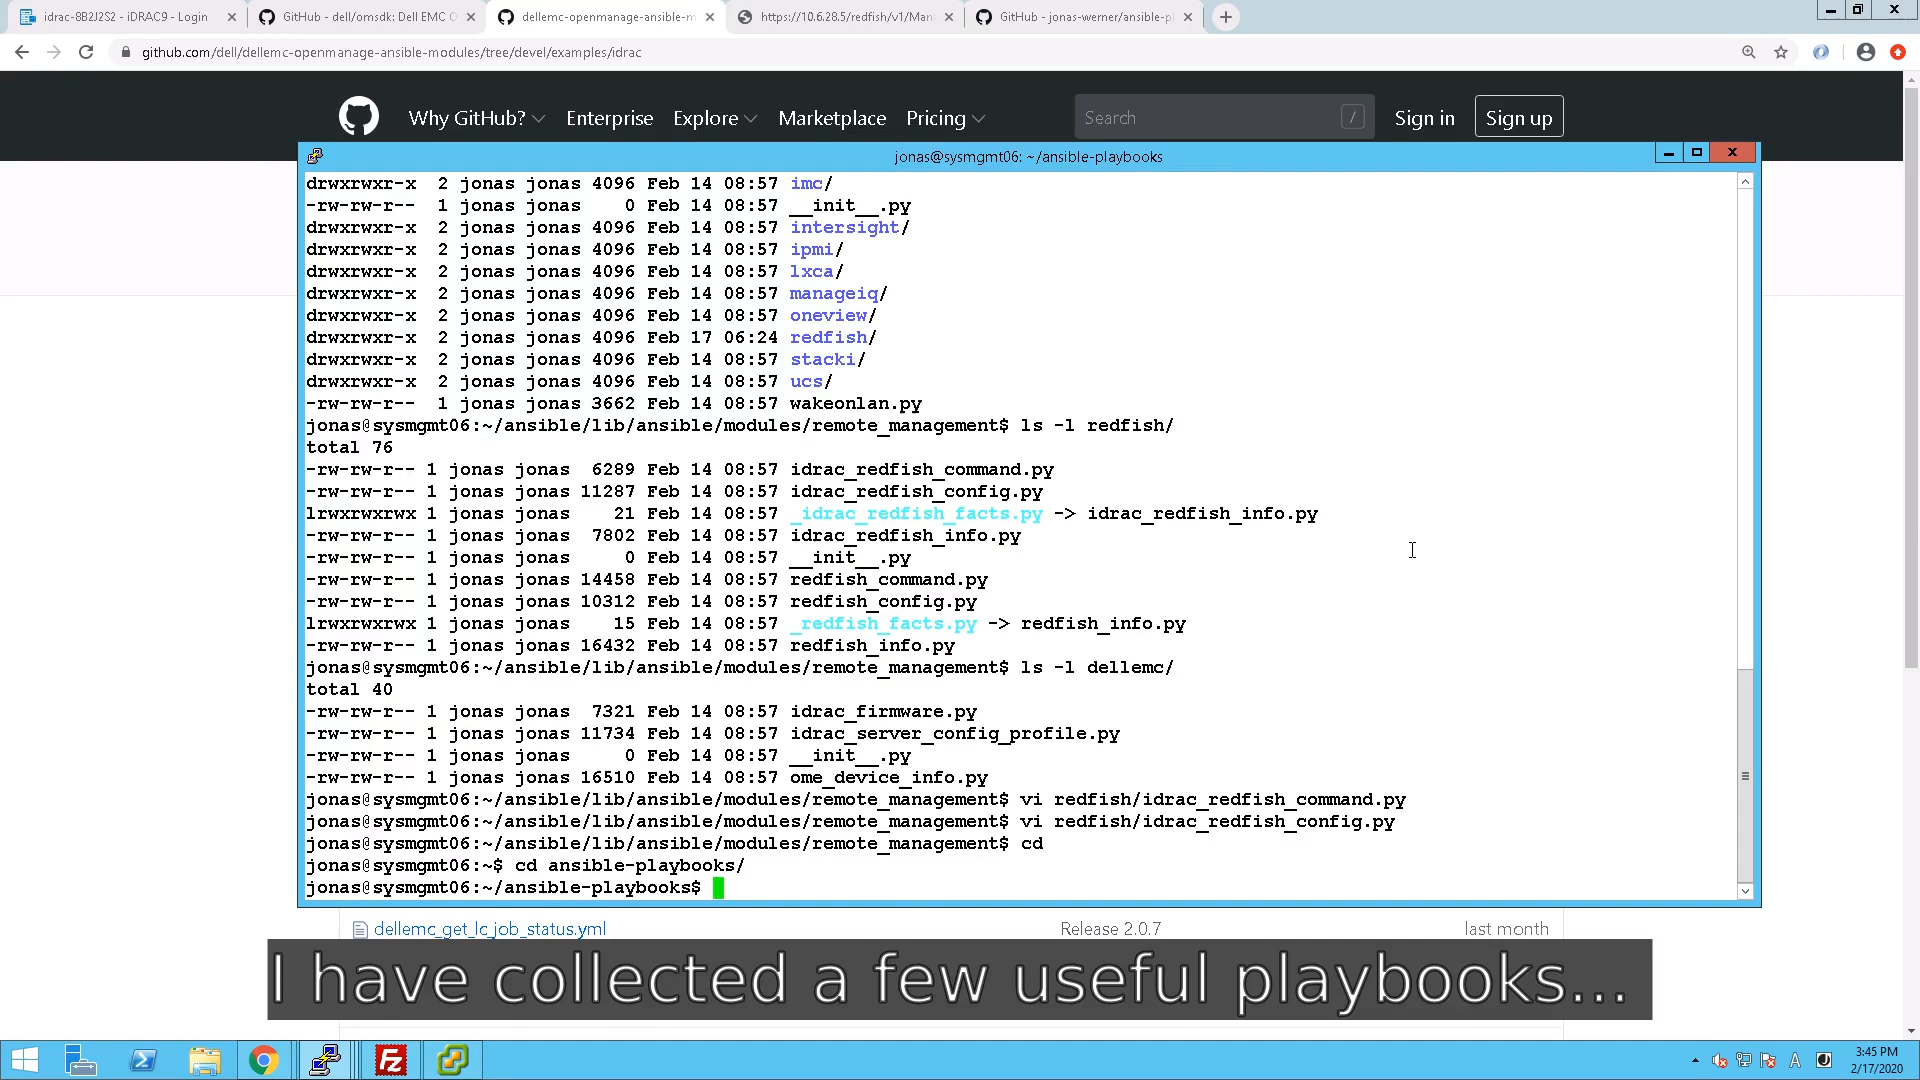 idrac-8B2J2S2 - iDRAC9 - Login
GitHub - dell/omsdk: Dell EMC O
dellemc-openmanage-ansible-m
https://10.6.28.5/redfish/v1/Man
GitHub - jonas-werner/ansible-p
github.com/dell/dellemc-openmanage-ansible-modules/tree/devel/examples/idrac
Why GitHub? Enterprise Explore Marketplace Pricing Search / Sign in Sign up
jonas@sysmgmt06: ~/ansible-playbooks
drwxrwxr-x 2 jonas jonas 4096 Feb 14 08:57 imc/
-rw-rw-r-- 1 jonas jonas 0 Feb 14 08:57 __init__.py
drwxrwxr-x 2 jonas jonas 4096 Feb 14 08:57 intersight/
drwxrwxr-x 2 jonas jonas 4096 Feb 14 08:57 ipmi/
drwxrwxr-x 2 jonas jonas 4096 Feb 14 08:57 lxca/
drwxrwxr-x 2 jonas jonas 4096 Feb 14 08:57 manageiq/
drwxrwxr-x 2 jonas jonas 4096 Feb 14 08:57 oneview/
drwxrwxr-x 2 jonas jonas 4096 Feb 17 06:24 redfish/
drwxrwxr-x 2 jonas jonas 4096 Feb 14 08:57 stacki/
drwxrwxr-x 2 jonas jonas 4096 Feb 14 08:57 ucs/
-rw-rw-r-- 1 jonas jonas 3662 Feb 14 08:57 wakeonlan.py
jonas@sysmgmt06:~/ansible/lib/ansible/modules/remote_management$ ls -l redfish/
total 76
-rw-rw-r-- 1 jonas jonas 6289 Feb 14 08:57 idrac_redfish_command.py
-rw-rw-r-- 1 jonas jonas 11287 Feb 14 08:57 idrac_redfish_config.py
lrwxrwxrwx 1 jonas jonas 21 Feb 14 08:57 _idrac_redfish_facts.py -> idrac_redfish_info.py
-rw-rw-r-- 1 jonas jonas 7802 Feb 14 08:57 idrac_redfish_info.py
-rw-rw-r-- 1 jonas jonas 0 Feb 14 08:57 __init__.py
-rw-rw-r-- 1 jonas jonas 14458 Feb 14 08:57 redfish_command.py
-rw-rw-r-- 1 jonas jonas 10312 Feb 14 08:57 redfish_config.py
lrwxrwxrwx 1 jonas jonas 15 Feb 14 08:57 _redfish_facts.py -> redfish_info.py
-rw-rw-r-- 1 jonas jonas 16432 Feb 14 08:57 redfish_info.py
jonas@sysmgmt06:~/ansible/lib/ansible/modules/remote_management$ ls -l dellemc/
total 40
-rw-rw-r-- 1 jonas jonas 7321 Feb 14 08:57 idrac_firmware.py
-rw-rw-r-- 1 jonas jonas 11734 Feb 14 08:57 idrac_server_config_profile.py
-rw-rw-r-- 1 jonas jonas 0 Feb 14 08:57 __init__.py
-rw-rw-r-- 1 jonas jonas 16510 Feb 14 08:57 ome_device_info.py
jonas@sysmgmt06:~/ansible/lib/ansible/modules/remote_management$ vi redfish/idrac_redfish_command.py
jonas@sysmgmt06:~/ansible/lib/ansible/modules/remote_management$ vi redfish/idrac_redfish_config.py
jonas@sysmgmt06:~/ansible/lib/ansible/modules/remote_management$ cd
jonas@sysmgmt06:~$ cd ansible-playbooks/
jonas@sysmgmt06:~/ansible-playbooks$
dellemc_get_lc_job_status.yml Release 2.0.7 last month
I have collected a few useful playbooks...
Fz
A
3:45 PM
2/17/2020